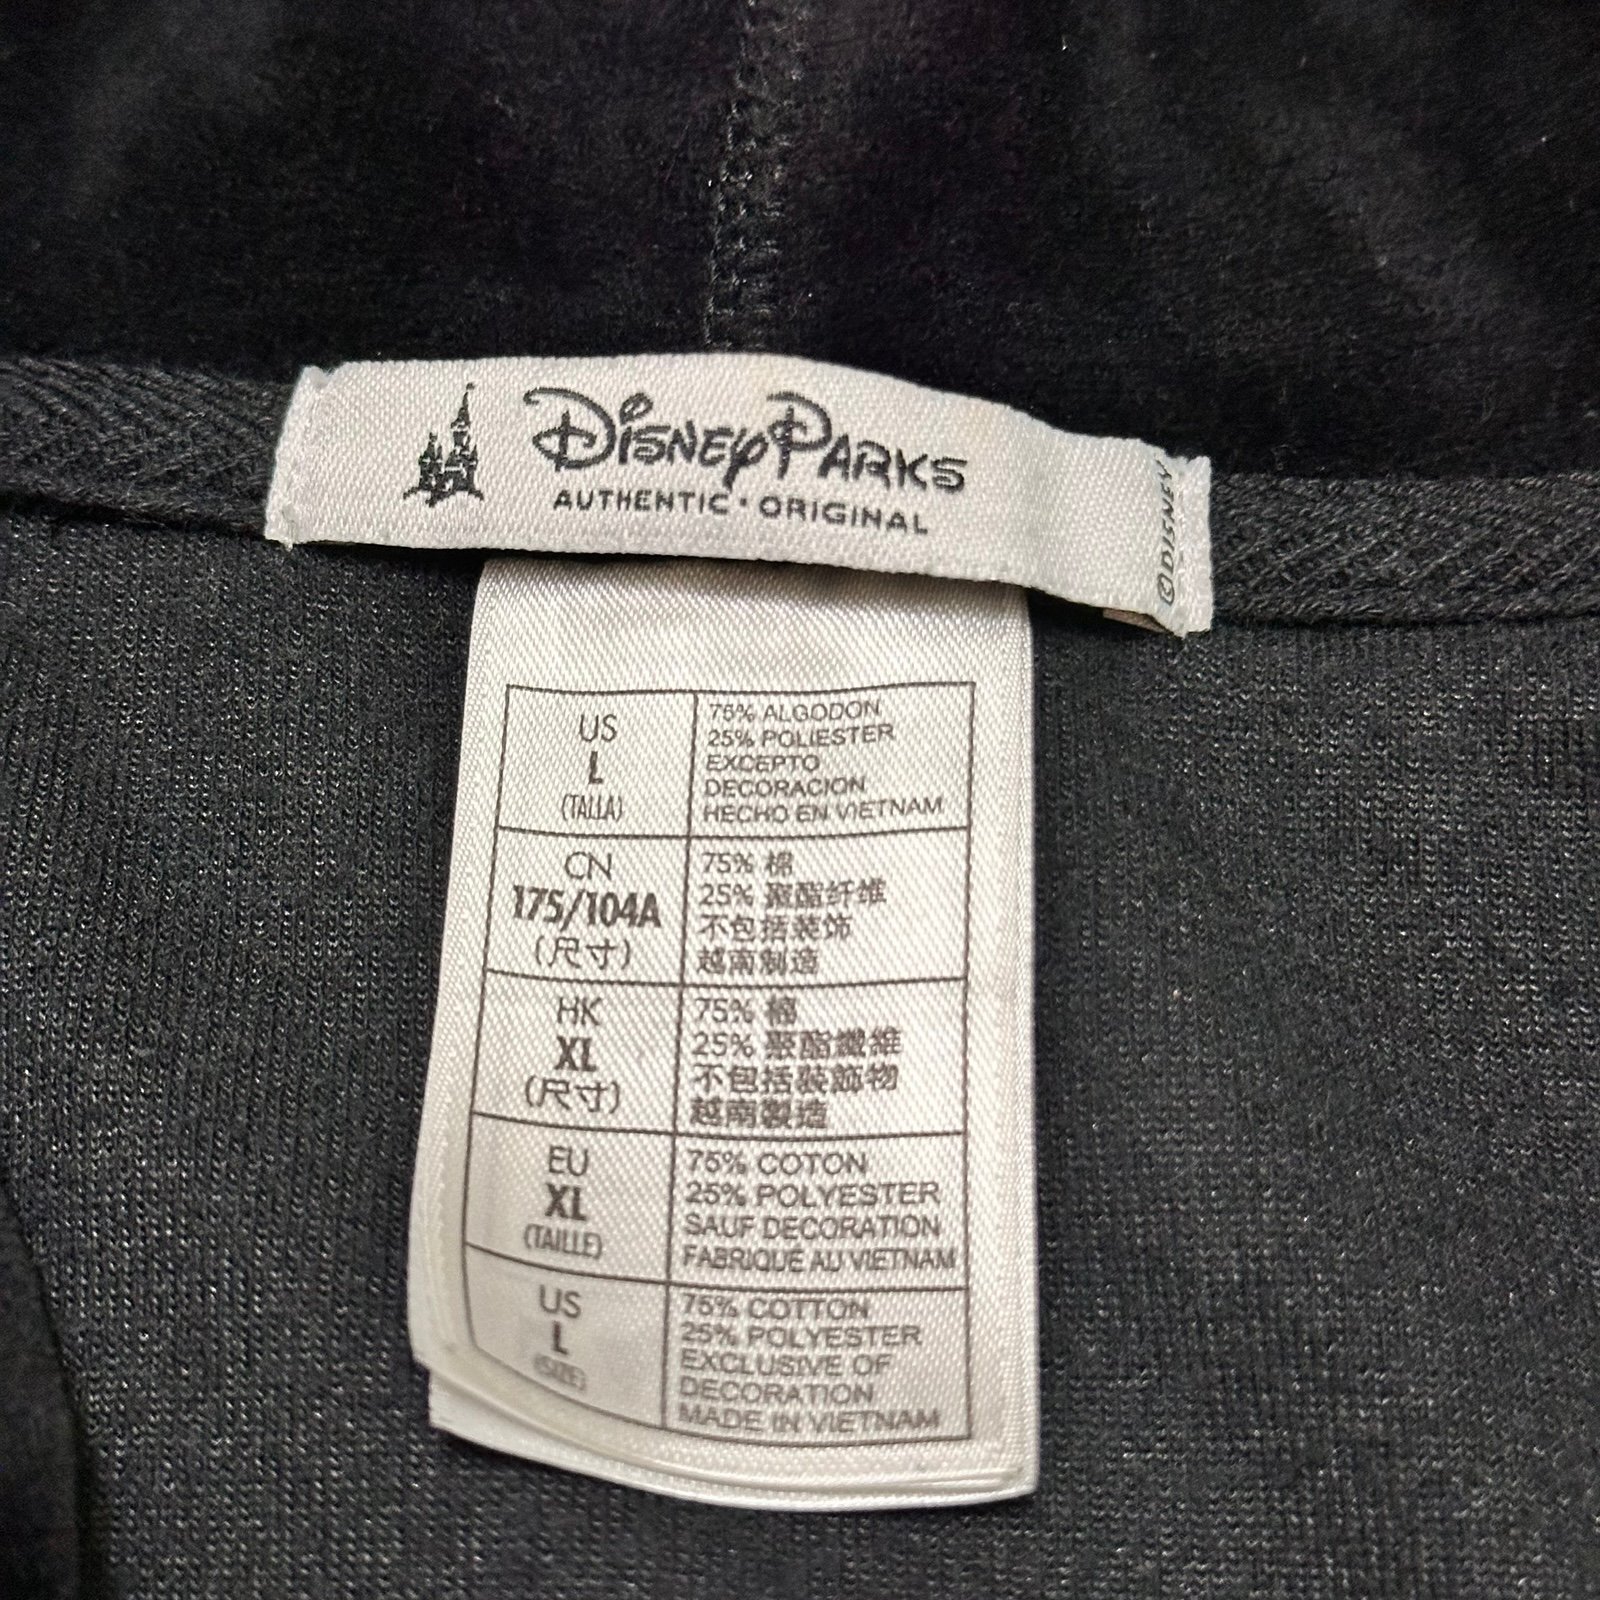 DISNEY PARKS
AUTHENTIC • ORIGINAL
©DISNEY
US
L
(TALLA)
75% ALGODON
25% POLIESTER
EXCEPTO
DECORACION
HECHO EN VIETNAM
CN
175/104A
(尺寸)
75% 棉
25% 聚酯纤维
不包括装饰
越南制造
HK
XL
(尺寸)
75% 棉
25% 聚酯纖維
不包括裝飾物
越南製造
EU
XL
(TAILLE)
75% COTON
25% POLYESTER
SAUF DECORATION
FABRIQUÉ AU VIETNAM
US
L
(SIZE)
75% COTTON
25% POLYESTER
EXCLUSIVE OF
DECORATION
MADE IN VIETNAM